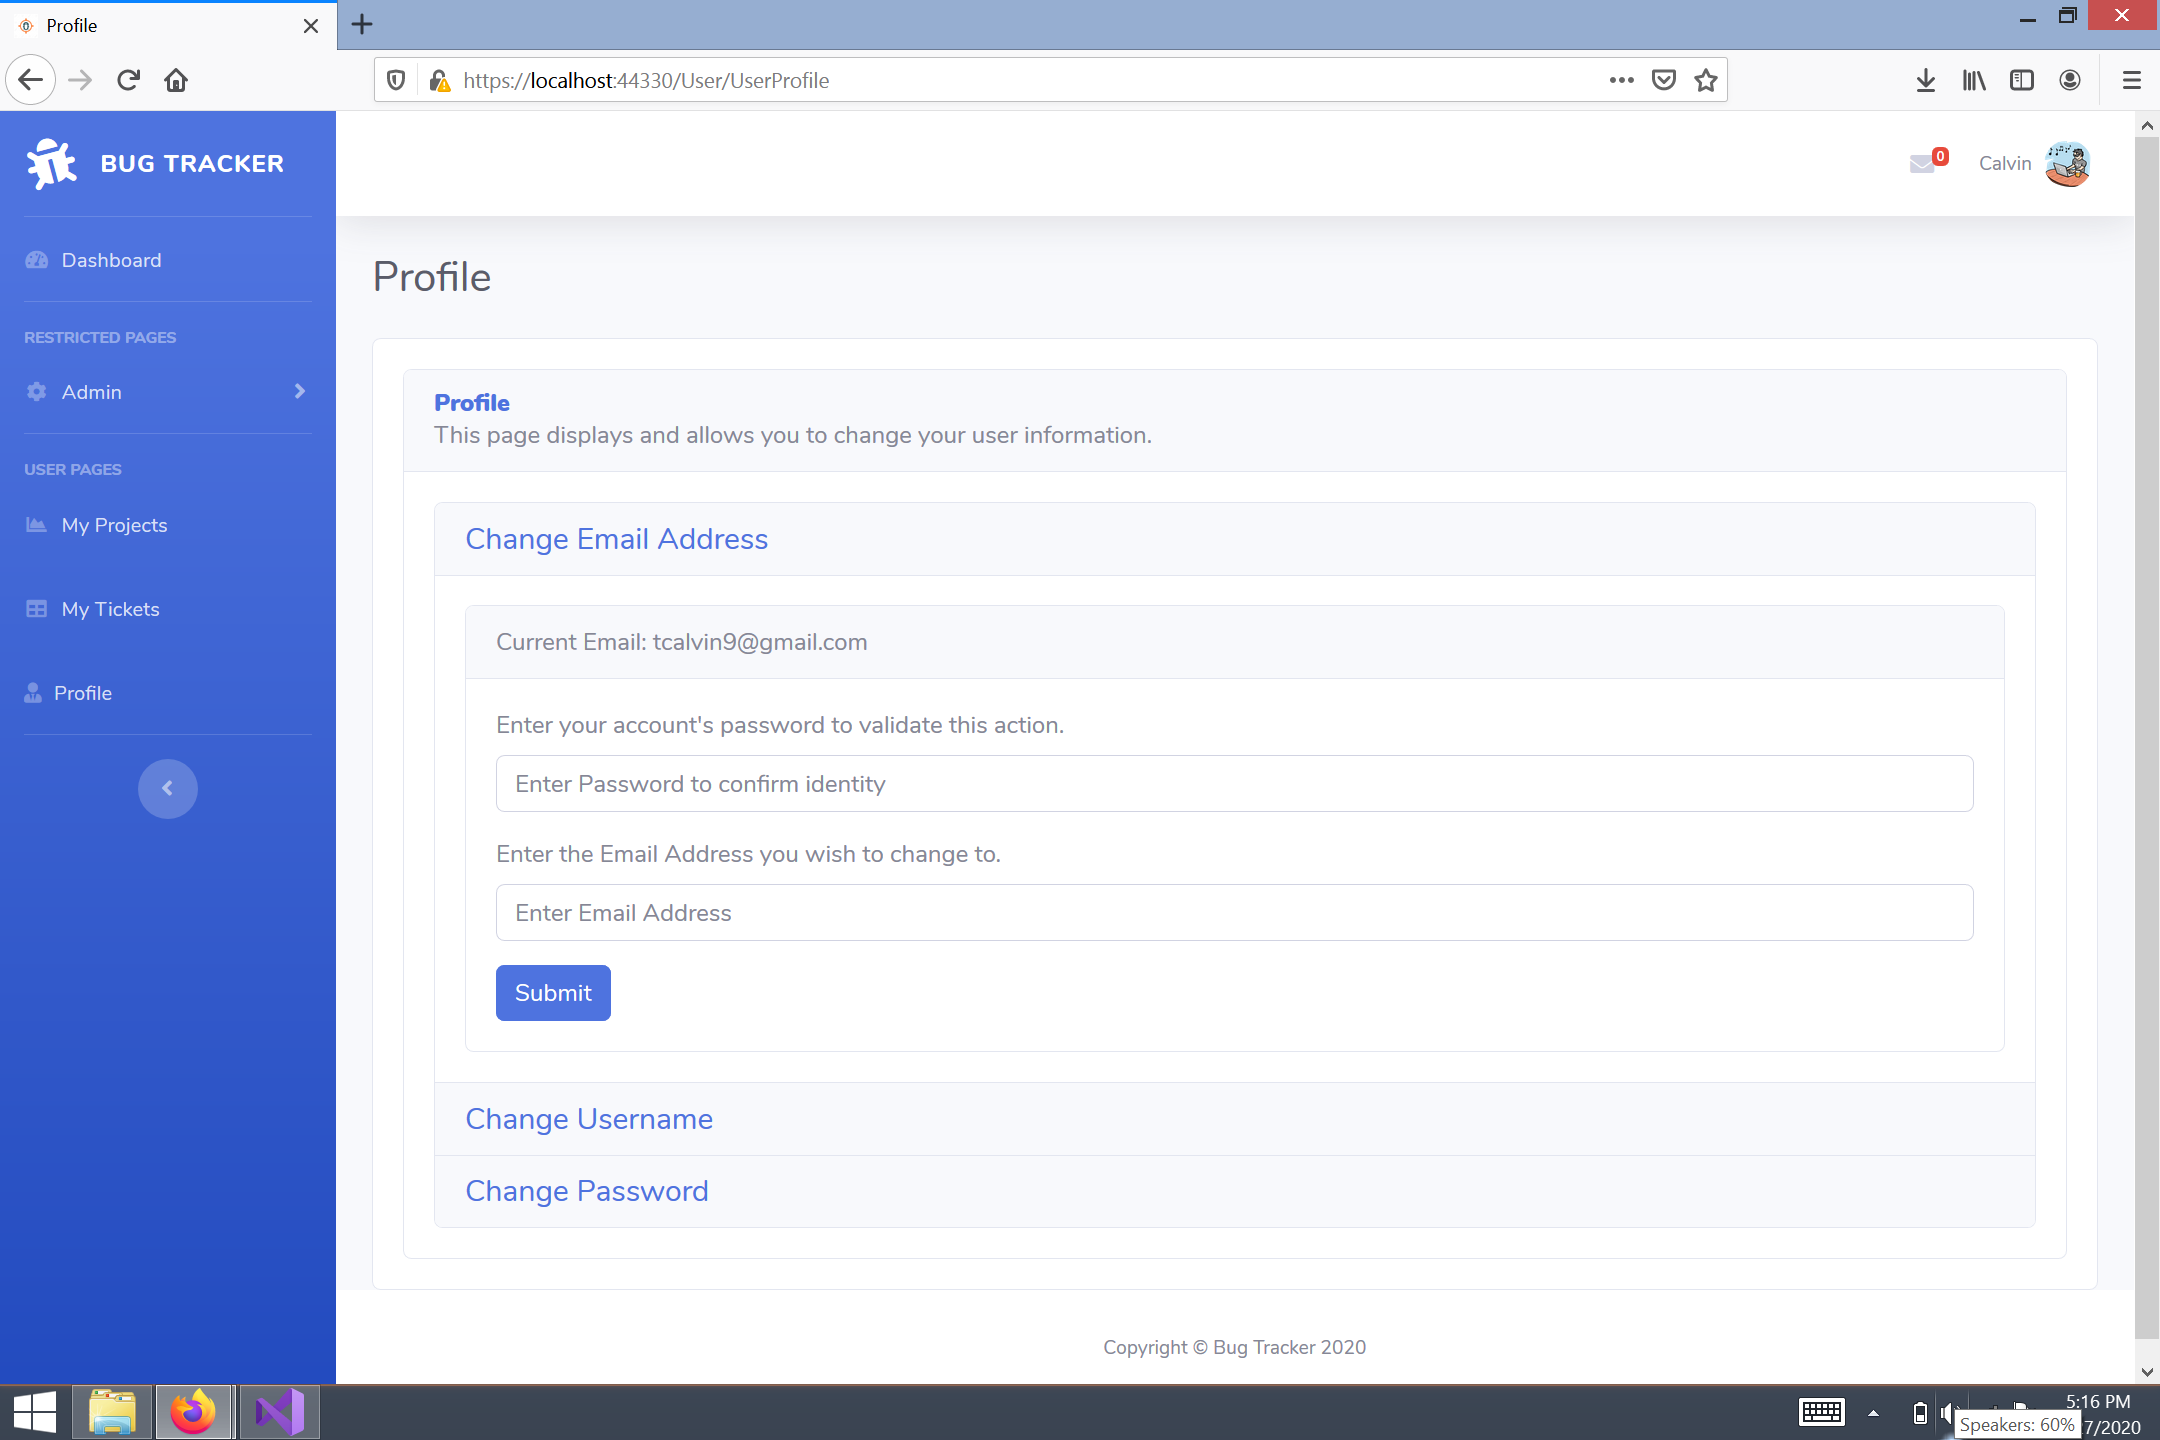 Profile
https://localhost:44330/User/UserProfile
BUG TRACKER
0
Calvin
Dashboard
RESTRICTED PAGES
Admin
USER PAGES
My Projects
My Tickets
Profile
Profile
Profile
This page displays and allows you to change your user information.
Change Email Address
Current Email: tcalvin9@gmail.com
Enter your account's password to validate this action.
Enter Password to confirm identity
Enter the Email Address you wish to change to.
Enter Email Address
Submit
Change Username
Change Password
Copyright © Bug Tracker 2020
5:16 PM
Speakers: 60%
7/2020